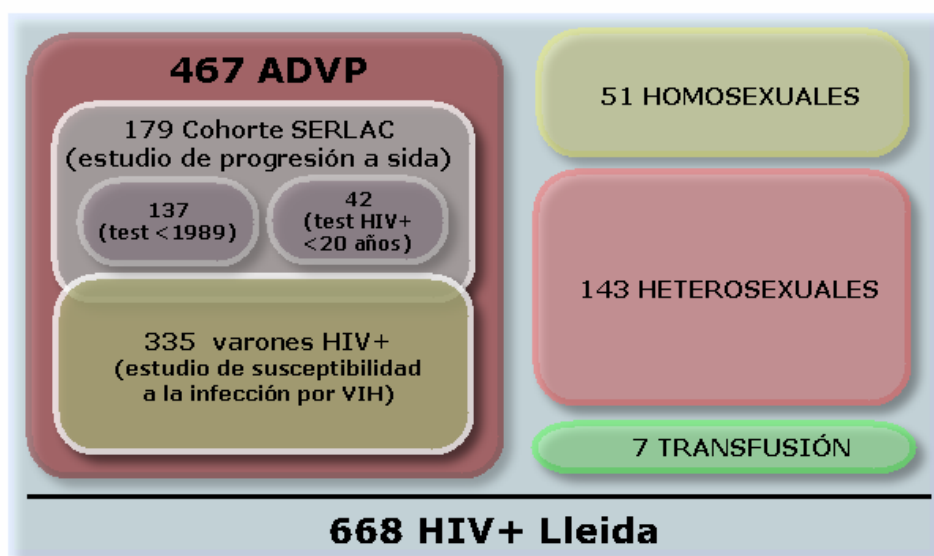 467 ADVP
179 Cohorte SERLAC
(estudio de progresión a sida)
137
(test <1989)
42
(test HIV+
<20 años)
335 varones HIV+
(estudio de susceptibilidad
a la infección por VIH)
51 HOMOSEXUALES
143 HETEROSEXUALES
7 TRANSFUSIÓN
668 HIV+ Lleida